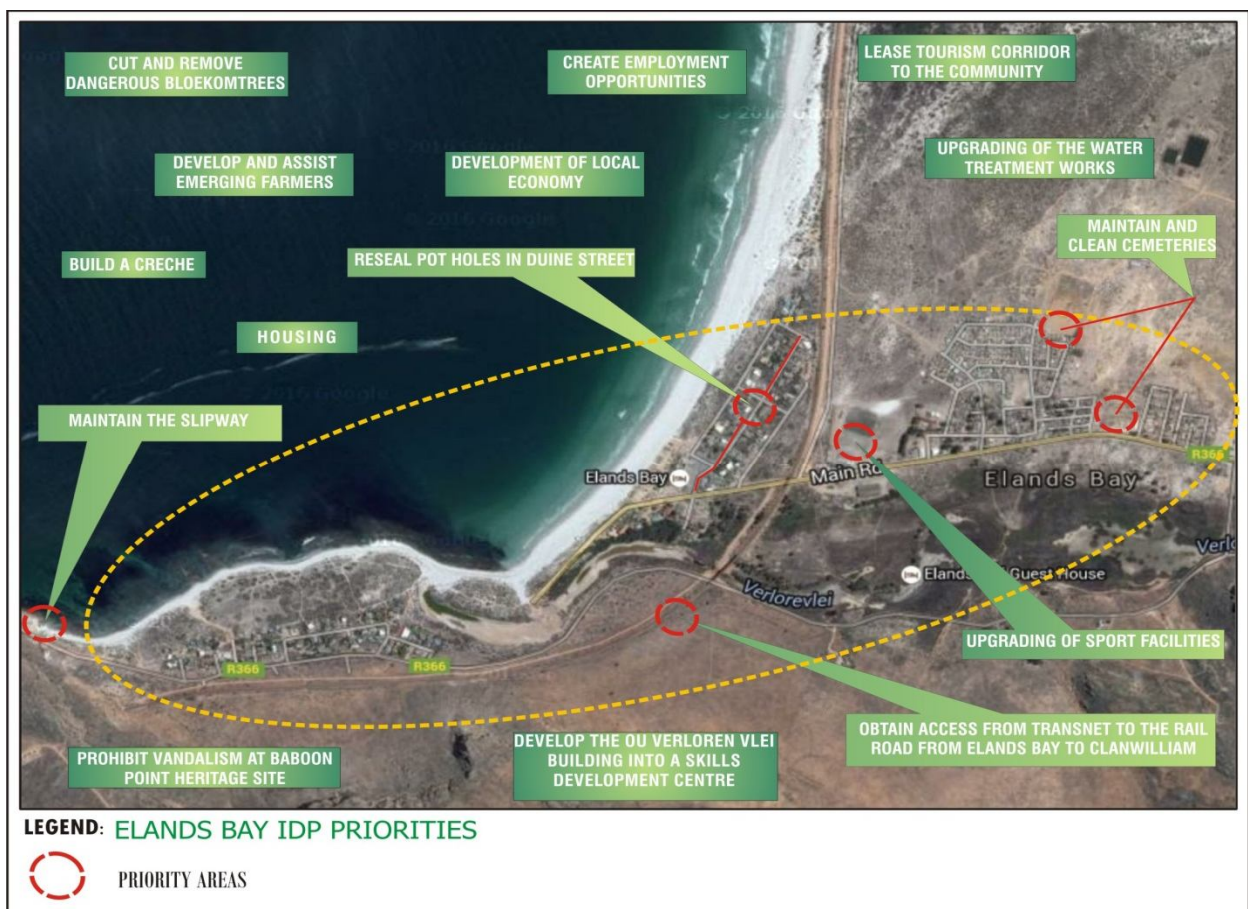 CUT AND REMOVE
DANGEROUS BLOEKOMTREES
CREATE EMPLOYMENT
OPPORTUNITIES
LEASE TOURISM CORRIDOR
TO THE COMMUNITY
DEVELOP AND ASSIST
EMERGING FARMERS
DEVELOPMENT OF LOCAL
ECONOMY
UPGRADING OF THE WATER
TREATMENT WORKS
BUILD A CRECHE
RESEAL POT HOLES IN DUINE STREET
MAINTAIN AND
CLEAN CEMETERIES
HOUSING
MAINTAIN THE SLIPWAY
Elands Bay
Main Rd
R366
Elands Bay
Guest House
Verlorevlei
UPGRADING OF SPORT FACILITIES
R366
R366
OBTAIN ACCESS FROM TRANSNET TO THE RAIL
ROAD FROM ELANDS BAY TO CLANWILLIAM
PROHIBIT VANDALISM AT BABOON
POINT HERITAGE SITE
DEVELOP THE OU VERLOREN VLEI
BUILDING INTO A SKILLS
DEVELOPMENT CENTRE
LEGEND: ELANDS BAY IDP PRIORITIES
PRIORITY AREAS